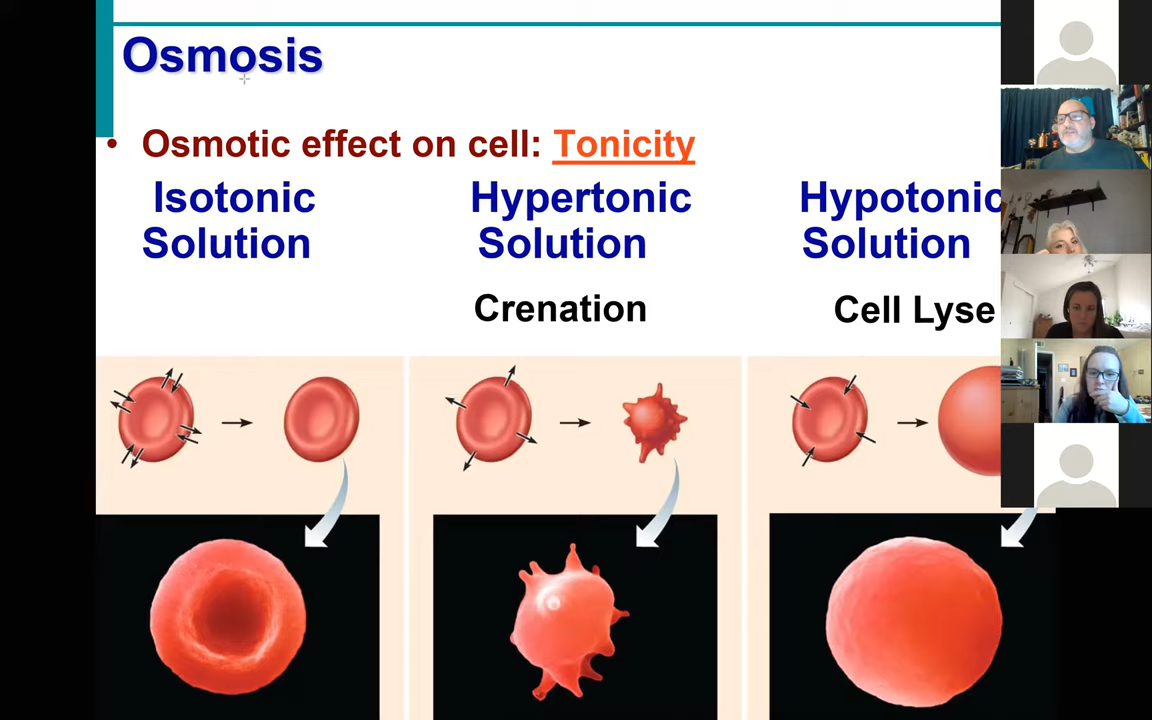 Osmosis
• Osmotic effect on cell: Tonicity
Isotonic
Solution
Hypertonic
Solution
Crenation
Hypotonic
Solution
Cell Lyse